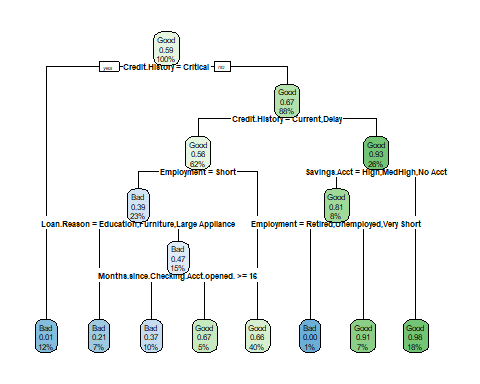 Good
0.59
100%
yes Credit.History = Critical no
Good
0.67
88%
Credit.History = Current,Delay
Good
0.56
62%
Good
0.93
26%
Employment = Short
Savings.Acct = High,MedHigh,No Acct
Bad
0.39
23%
Good
0.81
8%
Loan.Reason = Education,Furniture,Large Appliance
Employment = Retired,Unemployed,Very Short
Bad
0.47
15%
Months.since.Checking.Acct.opened. >= 16
Bad
0.01
12%
Bad
0.21
7%
Bad
0.37
10%
Good
0.67
5%
Good
0.66
40%
Bad
0.00
1%
Good
0.91
7%
Good
0.98
18%